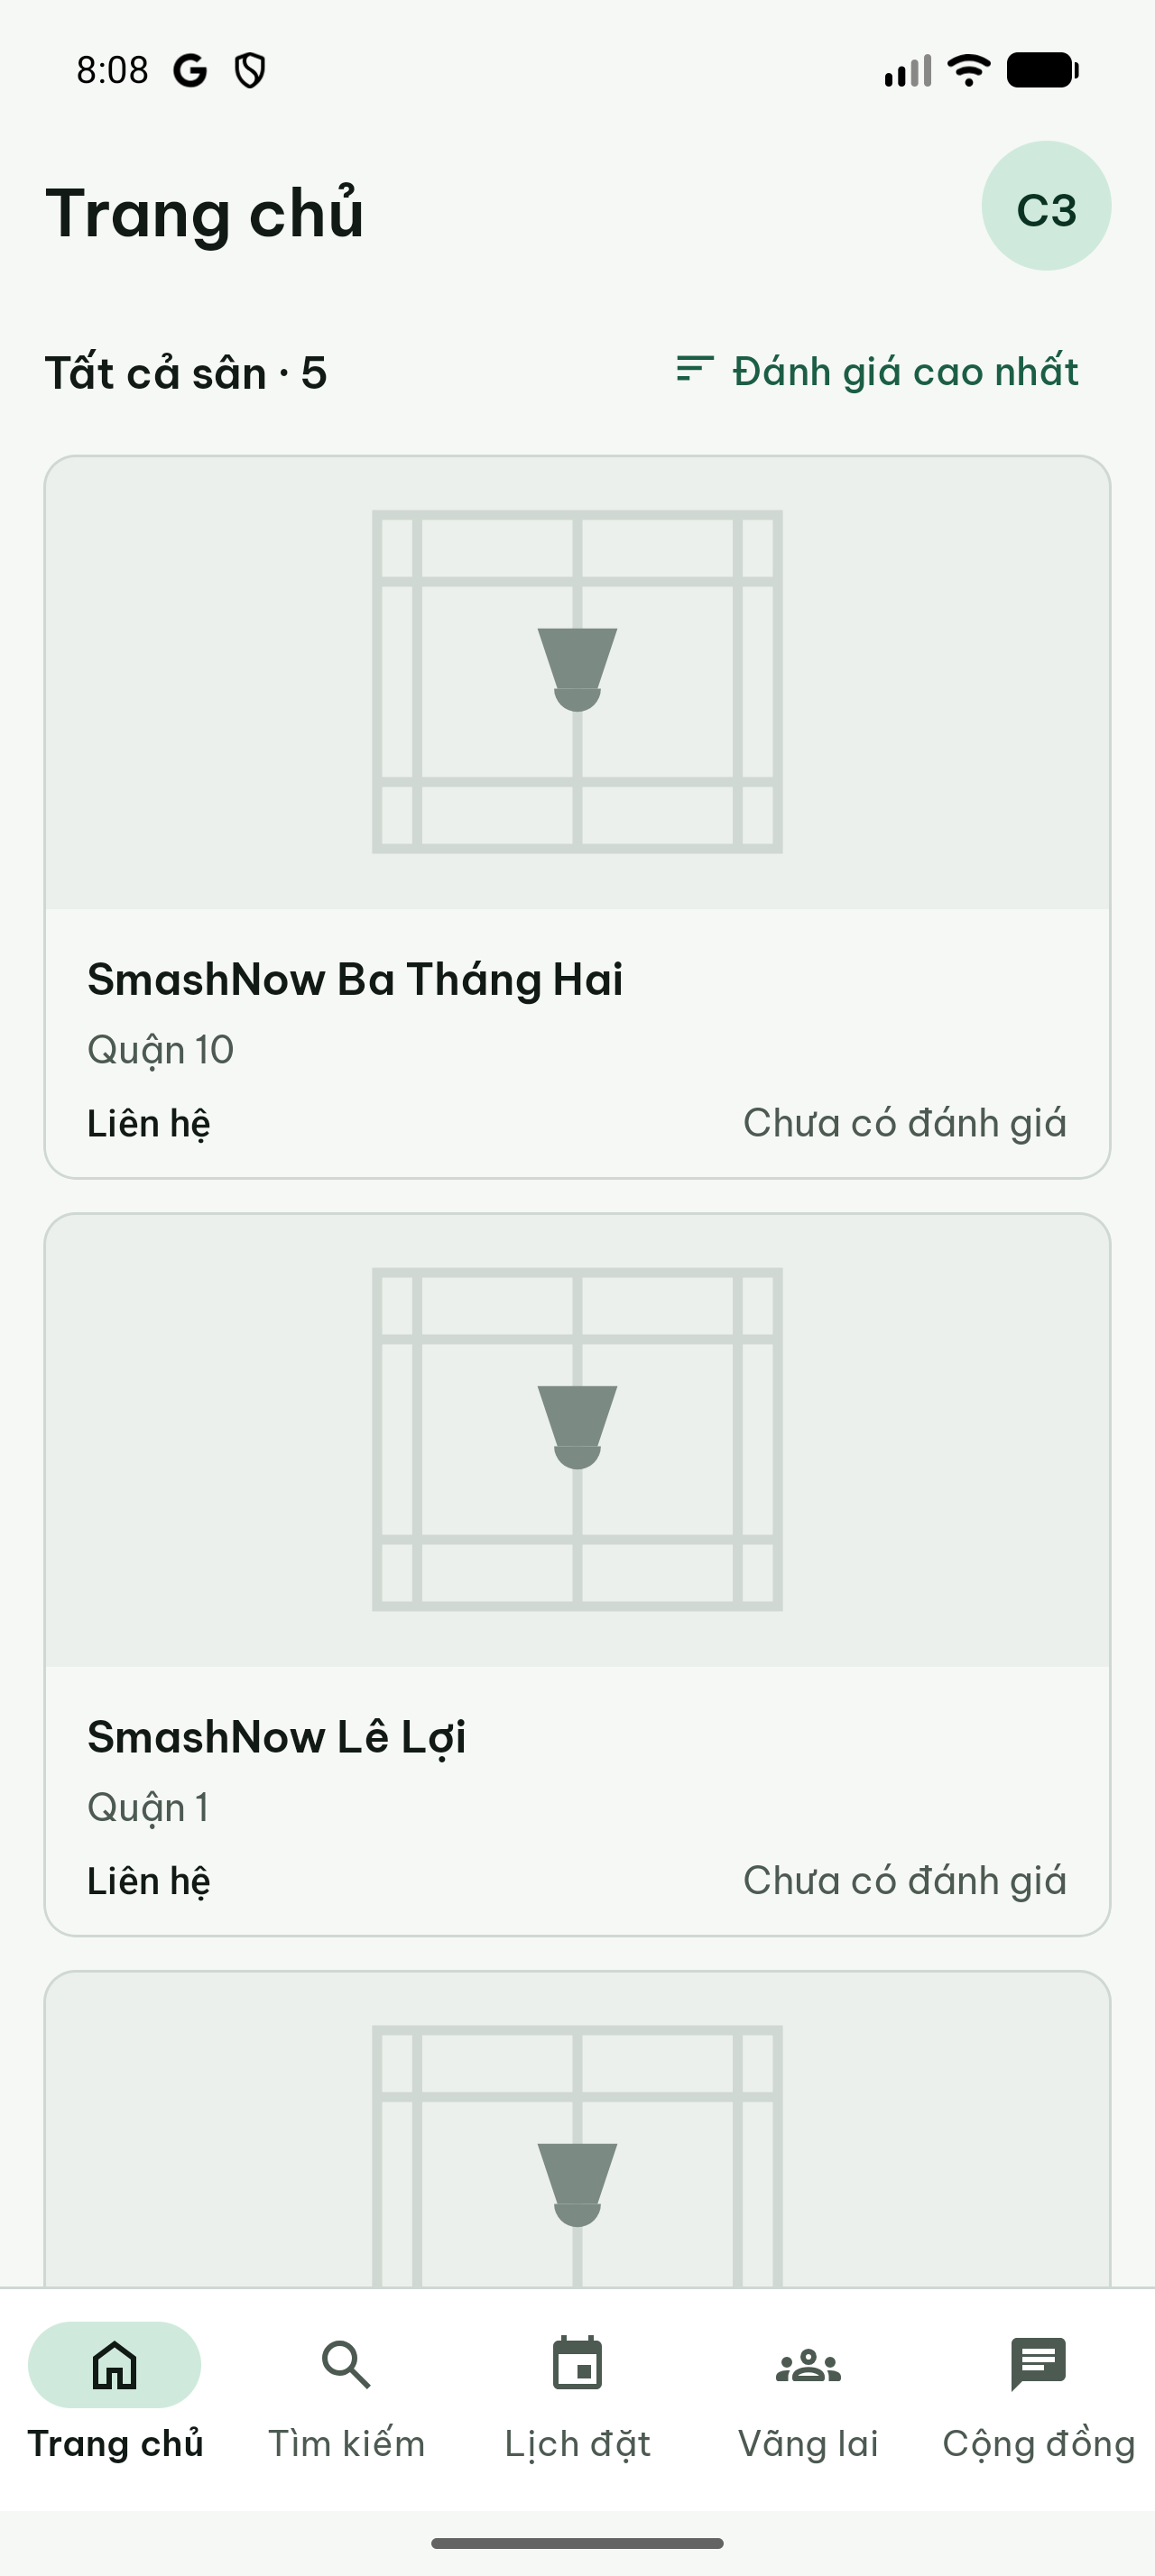 8:08
Trang chủ
C3
Tất cả sân · 5
Đánh giá cao nhất
SmashNow Ba Tháng Hai
Quận 10
Liên hệ
Chưa có đánh giá
SmashNow Lê Lợi
Quận 1
Liên hệ
Chưa có đánh giá
Trang chủ
Tìm kiếm
Lịch đặt
Vãng lai
Cộng đồng